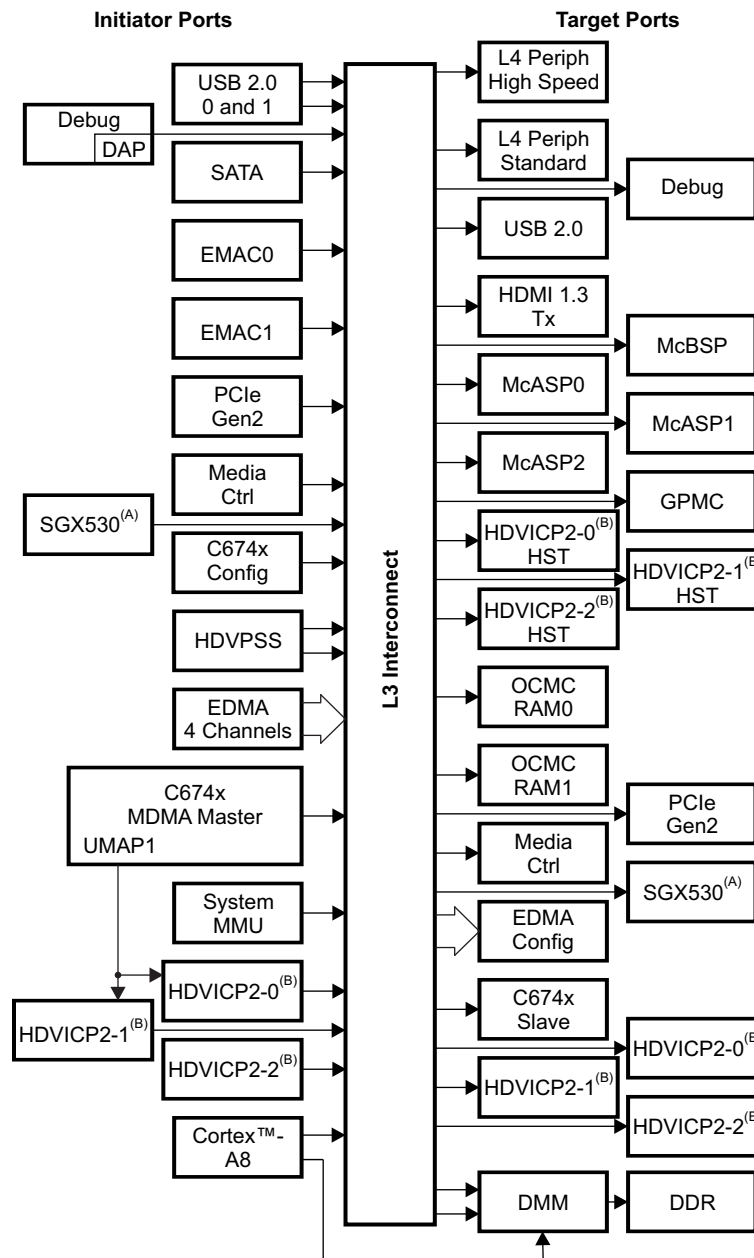 Initiator Ports
Target Ports
USB 2.0
0 and 1
Debug
DAP
SATA
EMAC0
EMAC1
PCIe
Gen2
Media
Ctrl
SGX530(A)
C674x
Config
HDVPSS
EDMA
4 Channels
C674x
MDMA Master
UMAP1
System
MMU
HDVICP2-0(B)
HDVICP2-1(B)
HDVICP2-2(B)
Cortex™-
A8
L3 Interconnect
L4 Periph
High Speed
L4 Periph
Standard
Debug
USB 2.0
HDMI 1.3
Tx
McBSP
McASP0
McASP1
McASP2
GPMC
HDVICP2-0(B)
HST
HDVICP2-1(B
HST
HDVICP2-2(B)
HST
OCMC
RAM0
OCMC
RAM1
PCIe
Gen2
Media
Ctrl
SGX530(A)
EDMA
Config
C674x
Slave
HDVICP2-0(B
HDVICP2-1(B)
HDVICP2-2(B
DMM
DDR